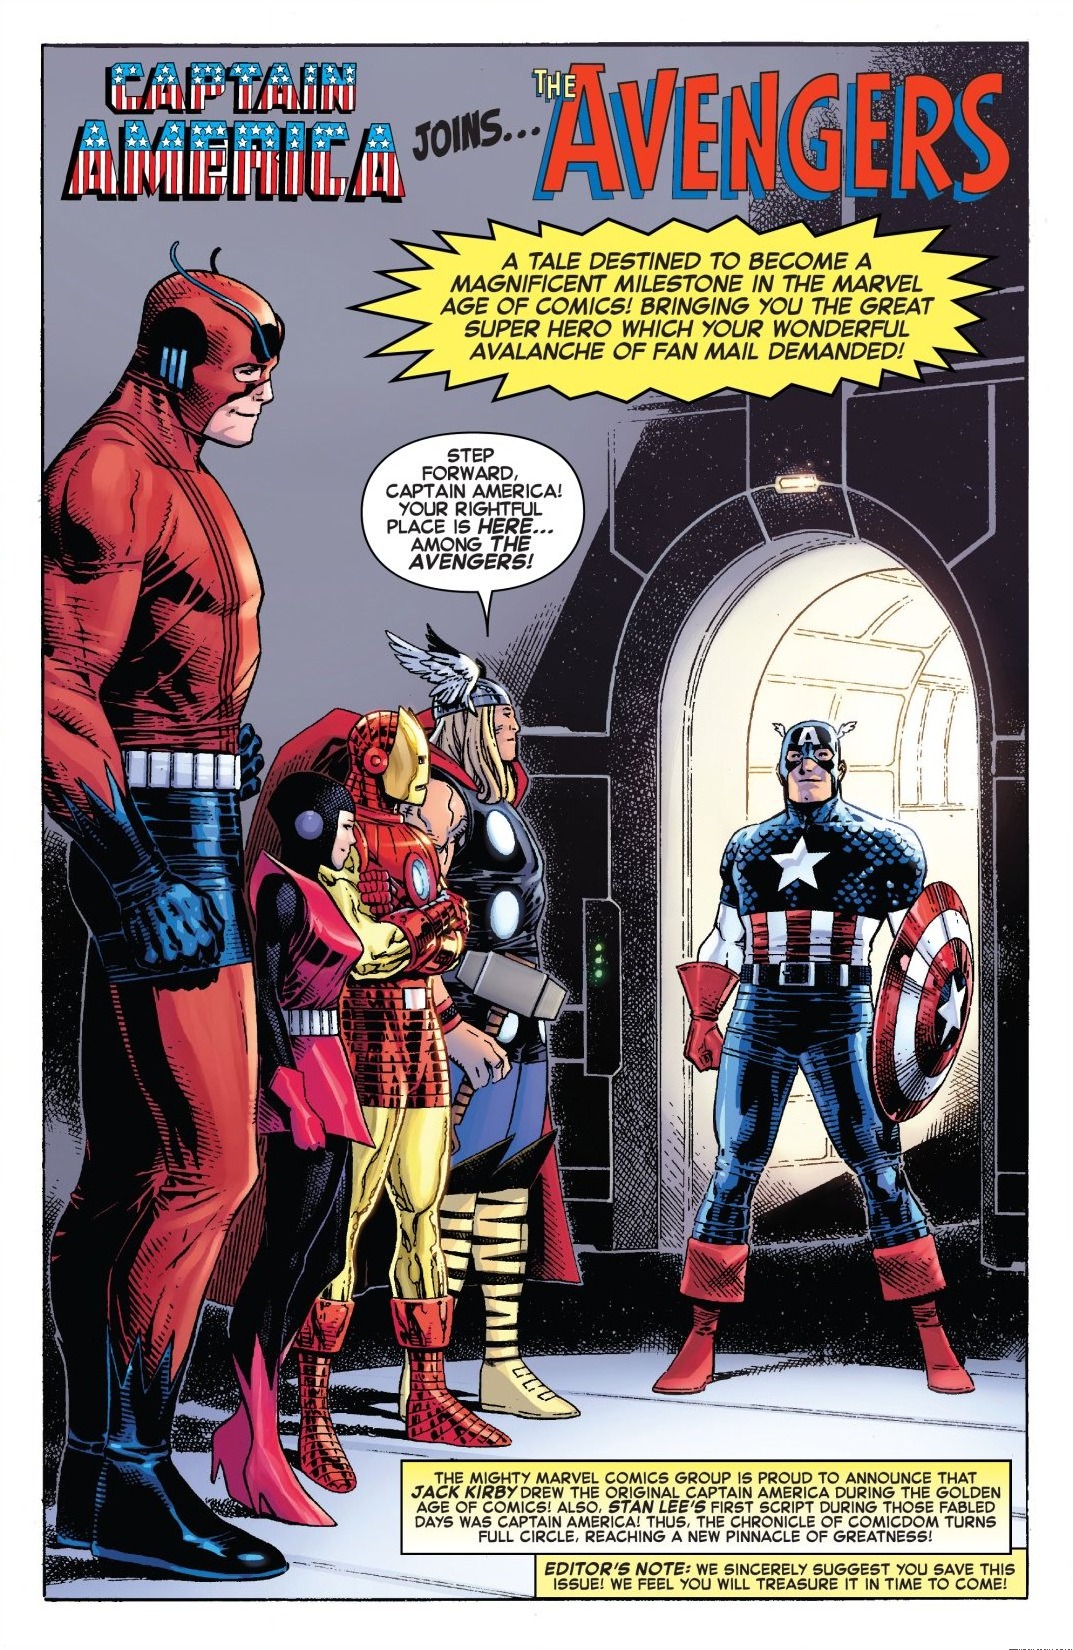 CAPTAIN
AMERICA
JOINS...
THE
AVENGERS
A TALE DESTINED TO BECOME A
MAGNIFICENT MILESTONE IN THE MARVEL
AGE OF COMICS! BRINGING YOU THE GREAT
SUPER HERO WHICH YOUR WONDERFUL
AVALANCHE OF FAN MAIL DEMANDED!
STEP
FORWARD,
CAPTAIN AMERICA!
YOUR RIGHTFUL
PLACE IS HERE...
AMONG THE
AVENGERS!
A
THE MIGHTY MARVEL COMICS GROUP IS PROUD TO ANNOUNCE THAT
JACK KIRBY DREW THE ORIGINAL CAPTAIN AMERICA DURING THE GOLDEN
AGE OF COMICS! ALSO, STAN LEE'S FIRST SCRIPT DURING THOSE FABLED
DAYS WAS CAPTAIN AMERICA! THUS, THE CHRONICLE OF COMICDOM TURNS
FULL CIRCLE, REACHING A NEW PINNACLE OF GREATNESS!
EDITOR'S NOTE: WE SINCERELY SUGGEST YOU SAVE THIS
ISSUE! WE FEEL YOU WILL TREASURE IT IN TIME TO COME!